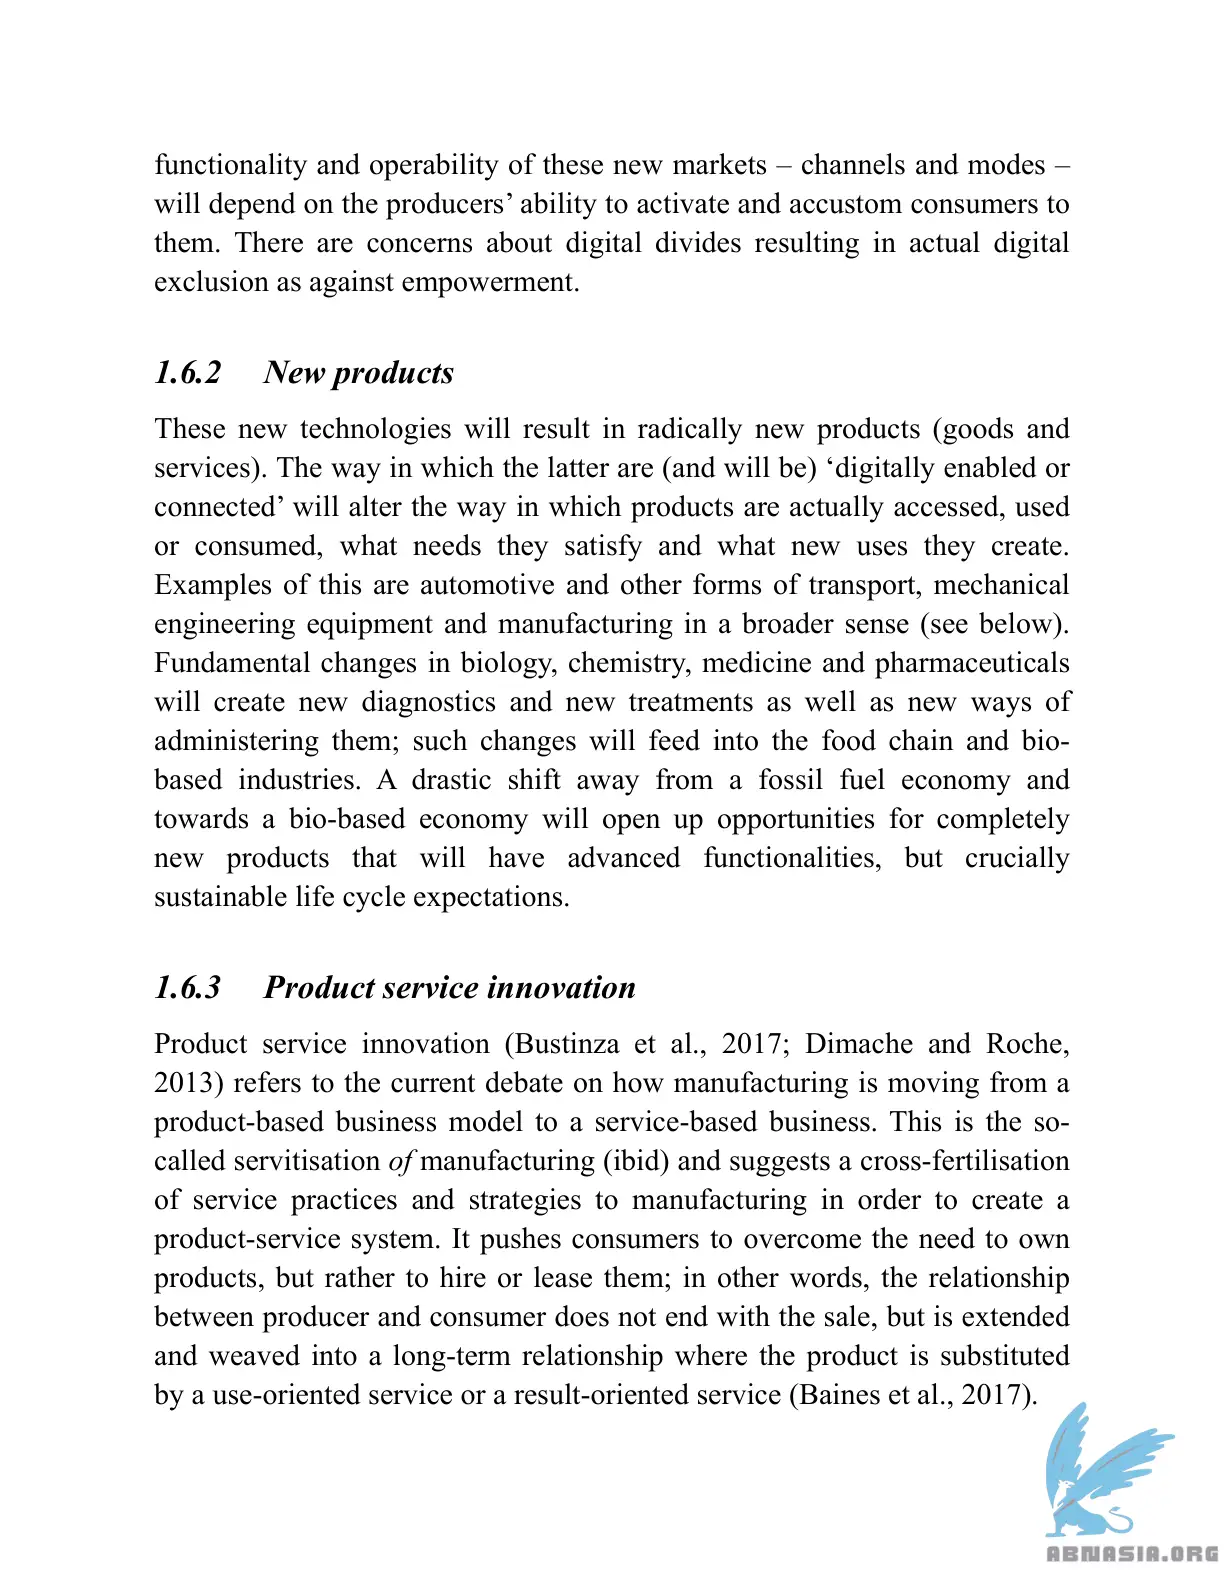 functionality and operability of these new markets – channels and modes –
will depend on the producers’ ability to activate and accustom consumers to
them. There are concerns about digital divides resulting in actual digital
exclusion as against empowerment.
1.6.2 New products
These new technologies will result in radically new products (goods and
services). The way in which the latter are (and will be) ‘digitally enabled or
connected’ will alter the way in which products are actually accessed, used
or consumed, what needs they satisfy and what new uses they create.
Examples of this are automotive and other forms of transport, mechanical
engineering equipment and manufacturing in a broader sense (see below).
Fundamental changes in biology, chemistry, medicine and pharmaceuticals
will create new diagnostics and new treatments as well as new ways of
administering them; such changes will feed into the food chain and bio-
based industries. A drastic shift away from a fossil fuel economy and
towards a bio-based economy will open up opportunities for completely
new products that will have advanced functionalities, but crucially
sustainable life cycle expectations.
1.6.3 Product service innovation
Product service innovation (Bustinza et al., 2017; Dimache and Roche,
2013) refers to the current debate on how manufacturing is moving from a
product-based business model to a service-based business. This is the so-
called servitisation of manufacturing (ibid) and suggests a cross-fertilisation
of service practices and strategies to manufacturing in order to create a
product-service system. It pushes consumers to overcome the need to own
products, but rather to hire or lease them; in other words, the relationship
between producer and consumer does not end with the sale, but is extended
and weaved into a long-term relationship where the product is substituted
by a use-oriented service or a result-oriented service (Baines et al., 2017).
ABNASIA.ORG